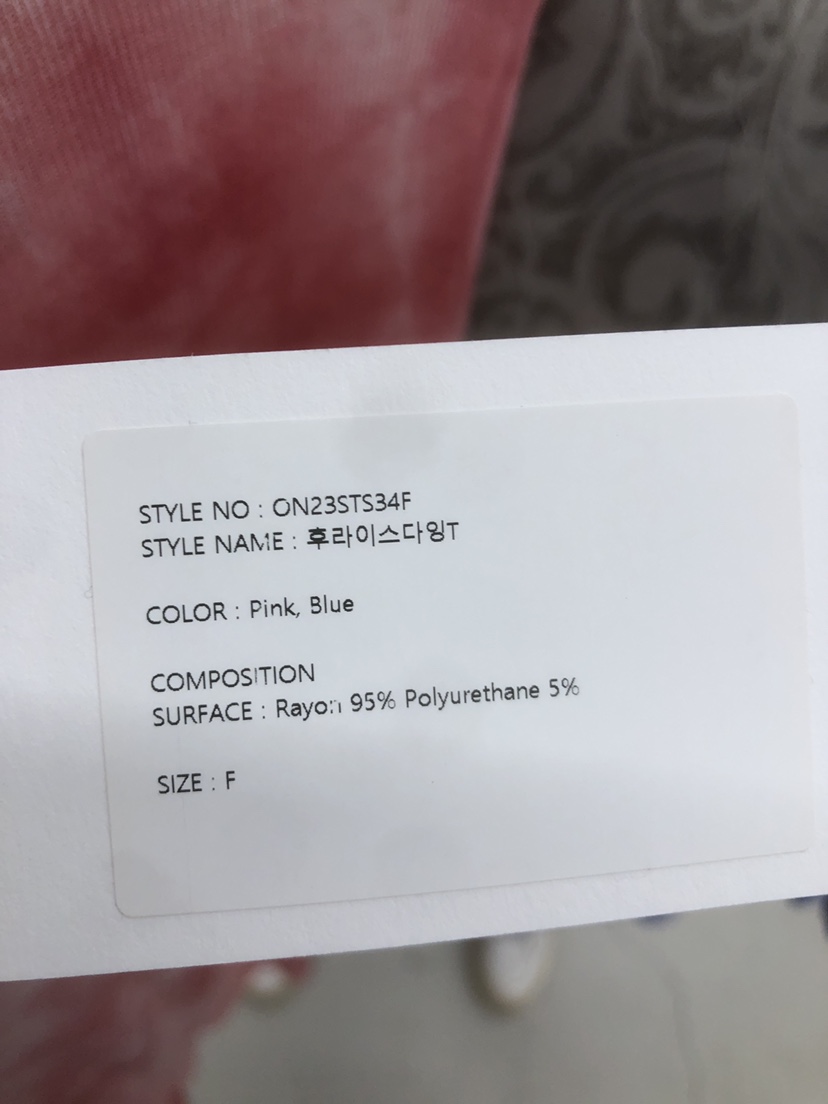 STYLE NO : ON23STS34F
STYLE NAME : 후라이스다잉T
COLOR : Pink, Blue
COMPOSITION
SURFACE : Rayon 95% Polyurethane 5%
SIZE : F